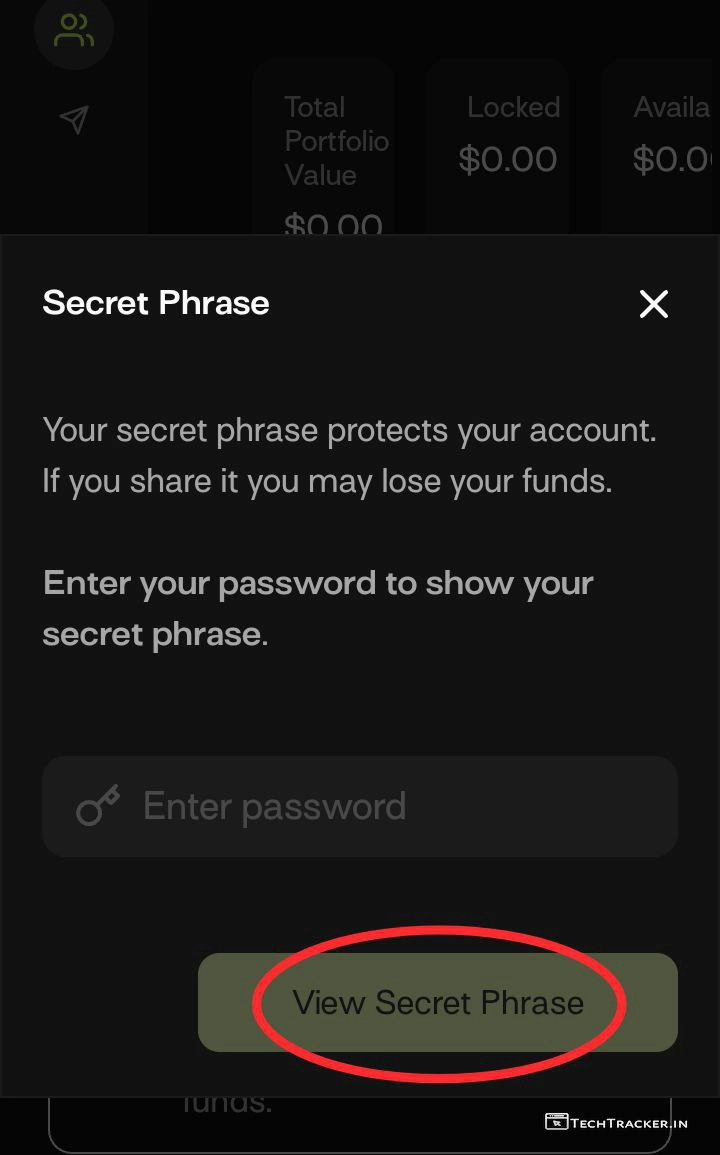 Total
Portfolio
Value
$0.00
Locked
$0.00
Availa
$0.0
Secret Phrase
Your secret phrase protects your account.
If you share it you may lose your funds.
Enter your password to show your
secret phrase.
Enter password
View Secret Phrase
funds.
TECHTRACKER.IN